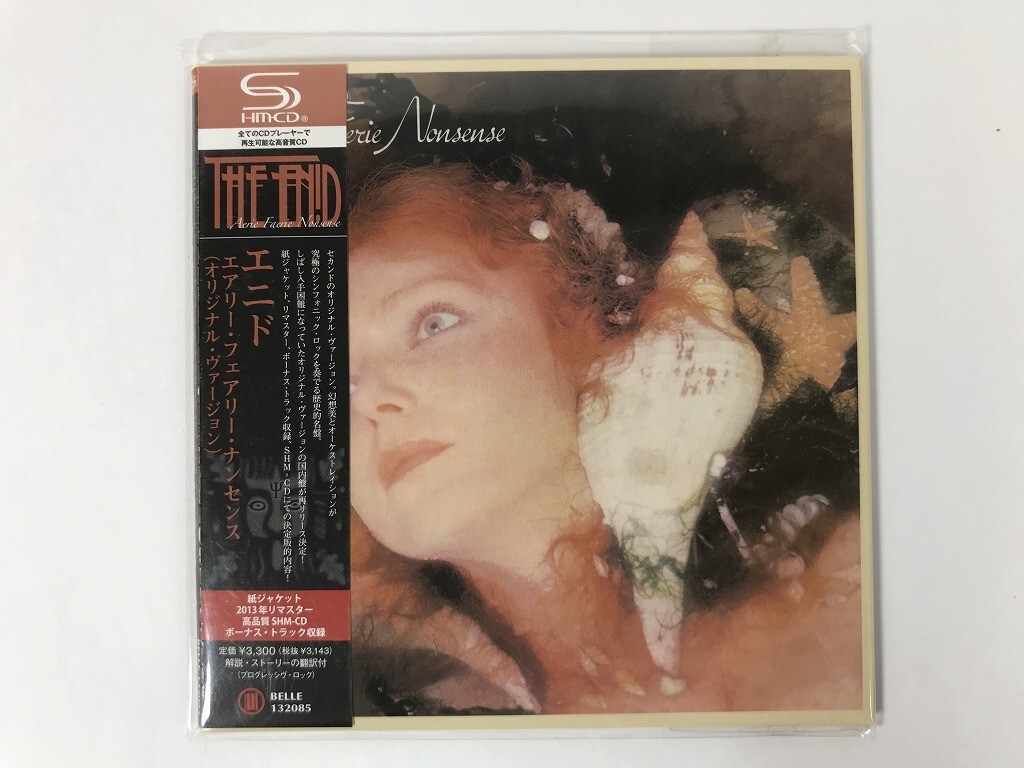 SHM-CD®
全てのCDプレーヤーで
再生可能な高音質CD
THE ENID
Aerie Faerie Nonsense
erie Nonsense
エニド
エアリー・フェアリー・ナンセンス
(オリジナル・ヴァージョン)
セカンドのオリジナル・ヴァージョン。幻想美とオーケストレイションが
究極のシンフォニック・ロックを奏でる歴史的名盤。
しばし入手困難になっていたオリジナル・ヴァージョンの国内盤が再リリース決定!
紙ジャケット、リマスター、ボーナス・トラック収録、SHM-CDにての決定版的内容!
紙ジャケット
2013年リマスター
高品質SHM-CD
ボーナス・トラック収録
定価 ¥3,300 (税抜 ¥3,143)
解説・ストーリーの翻訳付
(プログレッシヴ・ロック)
BELLE
132085